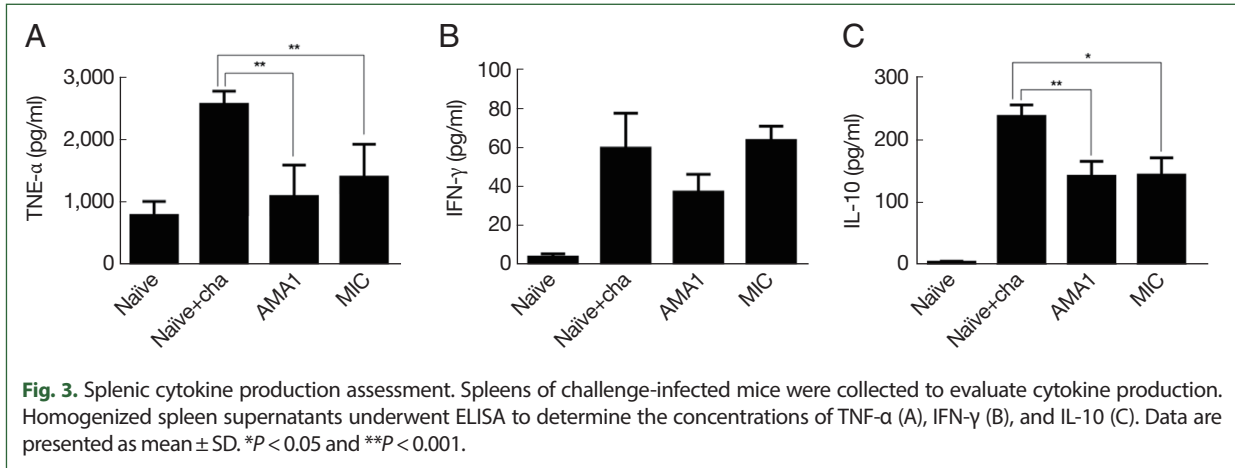 A
**
**
TNE-α (pg/ml)
3,000
2,000
1,000
0
Naïve
Naïve+cha
AMA1
MIC
B
IFN-γ (pg/ml)
100
80
60
40
20
0
Naïve
Naïve+cha
AMA1
MIC
C
*
**
IL-10 (pg/ml)
300
200
100
0
Naïve
Naïve+cha
AMA1
MIC
Fig. 3. Splenic cytokine production assessment. Spleens of challenge-infected mice were collected to evaluate cytokine production.
Homogenized spleen supernatants underwent ELISA to determine the concentrations of TNF-α (A), IFN-γ (B), and IL-10 (C). Data are
presented as mean ± SD. *P < 0.05 and **P < 0.001.